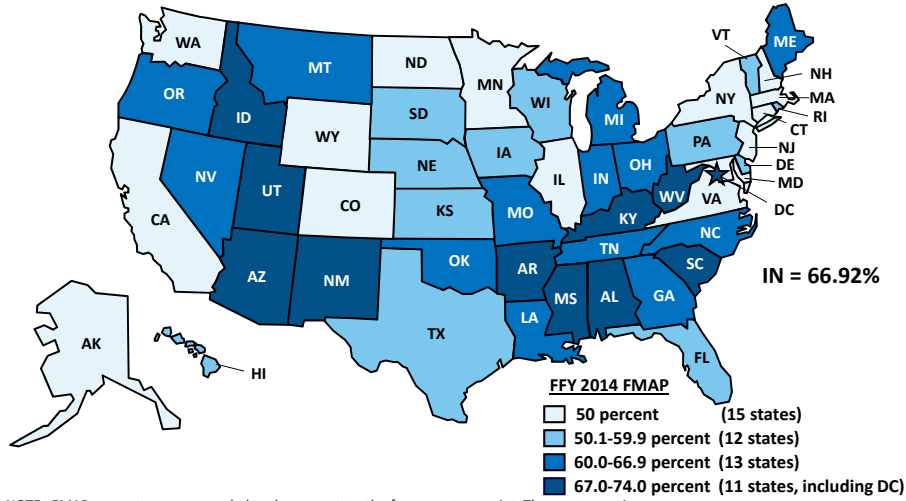 WA
MT
ND
MN
VT
ME
OR
ID
SD
WI
MI
NY
NH
MA
RI
CT
WY
NE
IA
PA
NJ
DE
MD
DC
NV
UT
CO
KS
MO
IL
IN
OH
WV
VA
KY
CA
AZ
NM
OK
AR
TN
NC
SC
IN = 66.92%
TX
LA
MS
AL
GA
FL
AK
HI
FFY 2014 FMAP
50 percent (15 states)
50.1-59.9 percent (12 states)
60.0-66.9 percent (13 states)
67.0-74.0 percent (11 states, including DC)